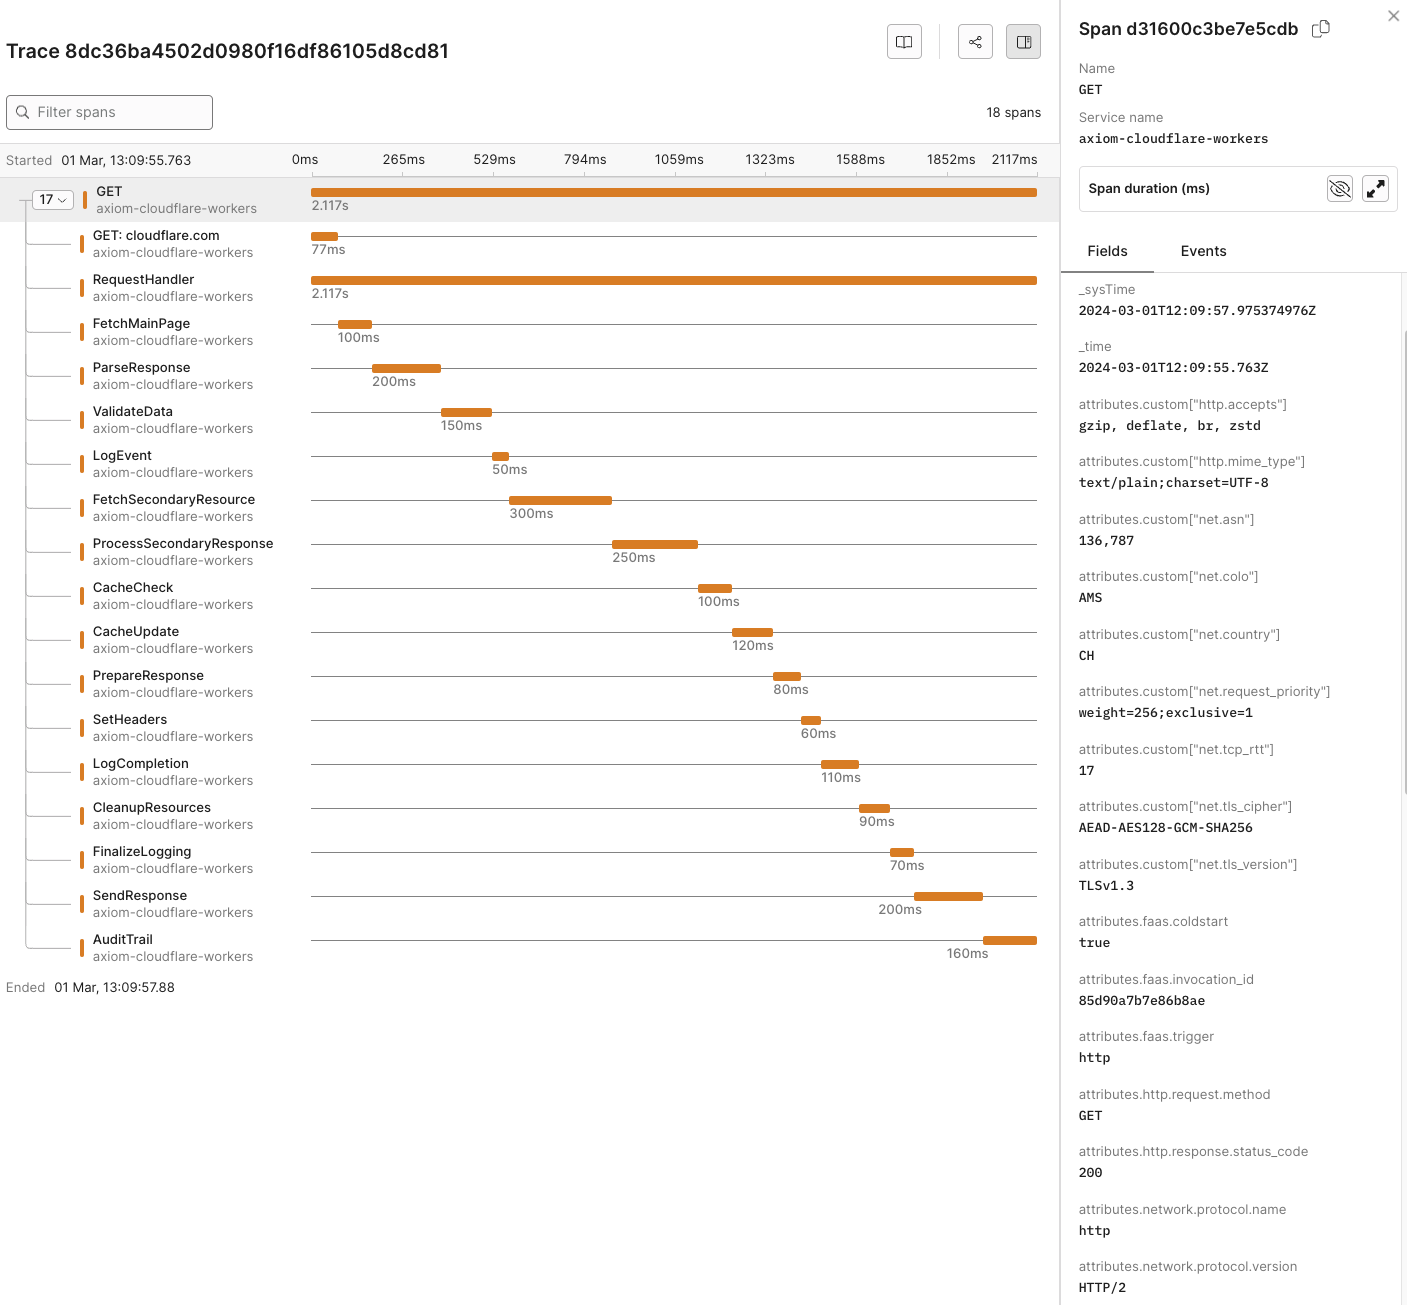 Trace 8dc36ba4502d0980f16df86105d8cd81
Filter spans
18 spans
Started 01 Mar, 13:09:55.763
0ms 265ms 529ms 794ms 1059ms 1323ms 1588ms 1852ms 2117ms
17
GET
axiom-cloudflare-workers
2.117s
GET: cloudflare.com
axiom-cloudflare-workers
77ms
RequestHandler
axiom-cloudflare-workers
2.117s
FetchMainPage
axiom-cloudflare-workers
100ms
ParseResponse
axiom-cloudflare-workers
200ms
ValidateData
axiom-cloudflare-workers
150ms
LogEvent
axiom-cloudflare-workers
50ms
FetchSecondaryResource
axiom-cloudflare-workers
300ms
ProcessSecondaryResponse
axiom-cloudflare-workers
250ms
CacheCheck
axiom-cloudflare-workers
100ms
CacheUpdate
axiom-cloudflare-workers
120ms
PrepareResponse
axiom-cloudflare-workers
80ms
SetHeaders
axiom-cloudflare-workers
60ms
LogCompletion
axiom-cloudflare-workers
110ms
CleanupResources
axiom-cloudflare-workers
90ms
FinalizeLogging
axiom-cloudflare-workers
70ms
SendResponse
axiom-cloudflare-workers
200ms
AuditTrail
axiom-cloudflare-workers
160ms
Ended 01 Mar, 13:09:57.88
Span d31600c3be7e5cdb
Name
GET
Service name
axiom-cloudflare-workers
Span duration (ms)
Fields Events
_sysTime
2024-03-01T12:09:57.975374976Z
_time
2024-03-01T12:09:55.763Z
attributes.custom["http.accepts"]
gzip, deflate, br, zstd
attributes.custom["http.mime_type"]
text/plain;charset=UTF-8
attributes.custom["net.asn"]
136,787
attributes.custom["net.colo"]
AMS
attributes.custom["net.country"]
CH
attributes.custom["net.request_priority"]
weight=256;exclusive=1
attributes.custom["net.tcp_rtt"]
17
attributes.custom["net.tls_cipher"]
AEAD-AES128-GCM-SHA256
attributes.custom["net.tls_version"]
TLSv1.3
attributes.faas.coldstart
true
attributes.faas.invocation_id
85d90a7b7e86b8ae
attributes.faas.trigger
http
attributes.http.request.method
GET
attributes.http.response.status_code
200
attributes.network.protocol.name
http
attributes.network.protocol.version
HTTP/2